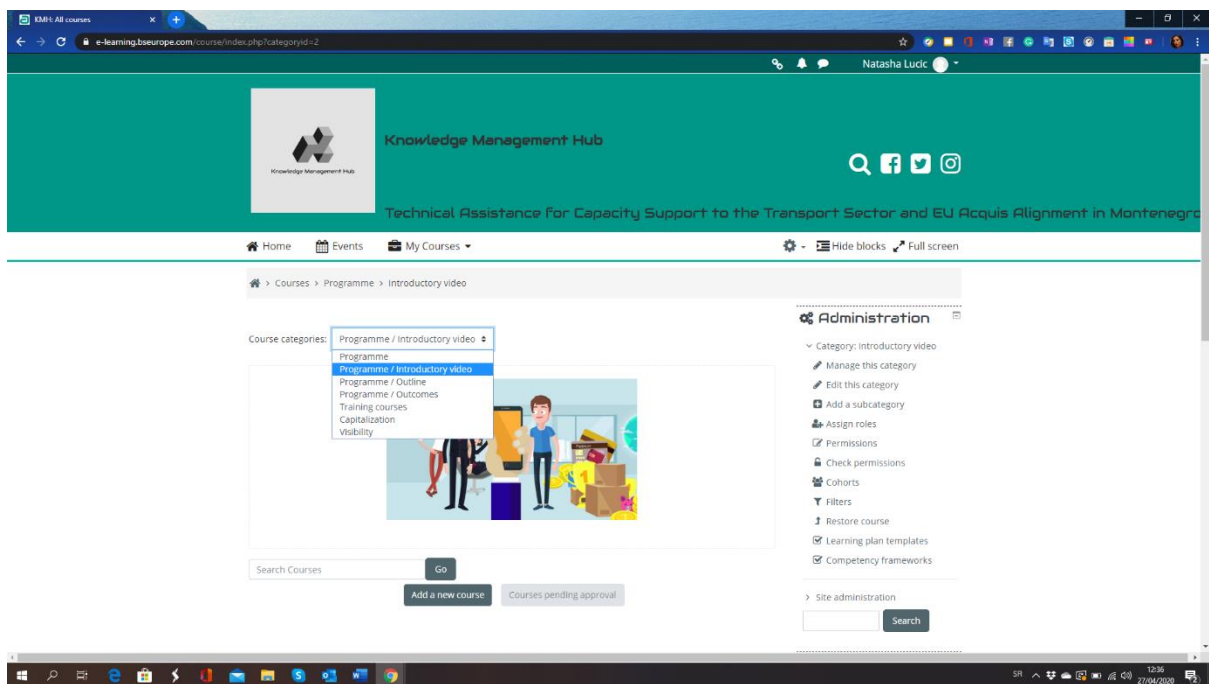 KMH: All courses
e-learning.bseurope.com/course/index.php?categoryid=2
Natasha Lucic
Knowledge Management Hub
Knowledge Management Hub
Technical Assistance For Capacity Support to the Transport Sector and EU Acquis Alignment in Montenegro
Home Events My Courses
Hide blocks Full screen
> Courses > Programme > Introductory video
Administration
Course categories: Programme / Introductory video
Programme
Programme / Introductory video
Programme / Outline
Programme / Outcomes
Training courses
Capitalization
Visibility
Category: Introductory video
Manage this category
Edit this category
Add a subcategory
Assign roles
Permissions
Check permissions
Cohorts
Filters
Restore course
Learning plan templates
Competency frameworks
Search Courses Go
Add a new course Courses pending approval
Site administration
Search
SR 12:36
27/04/2020